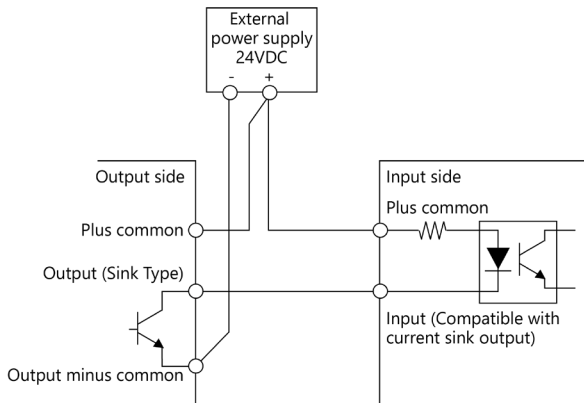 External
power supply
24VDC
- +
Output side
Input side
Plus common
Plus common
Output (Sink Type)
Input (Compatible with
current sink output)
Output minus common